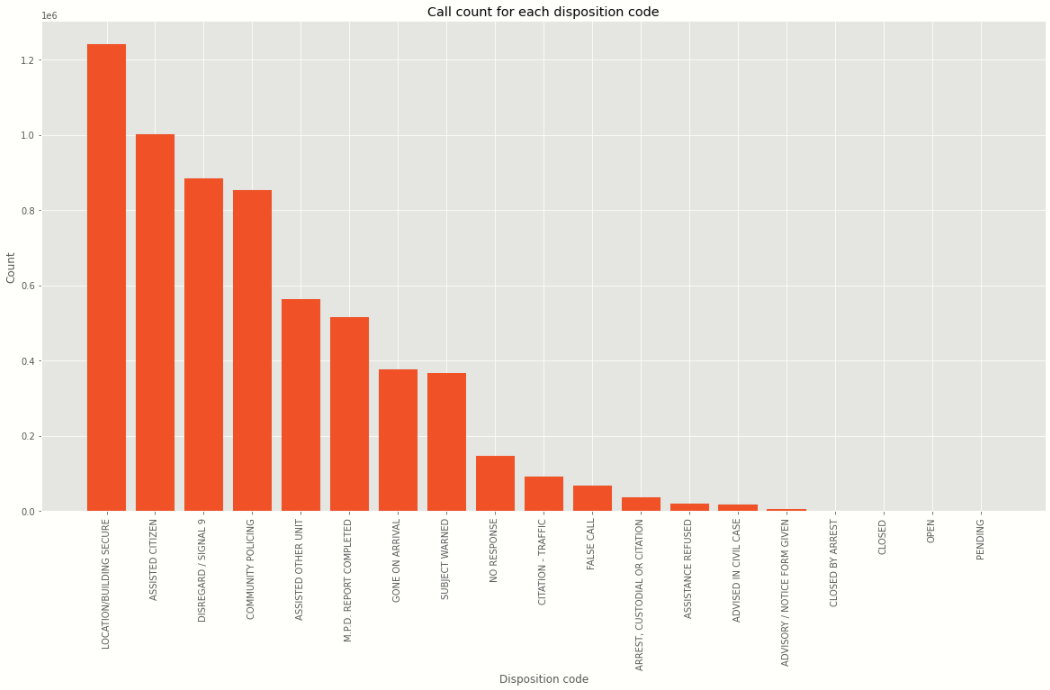 Call count for each disposition code
1e6
1.2
1.0
0.8
0.6
0.4
0.2
0.0
Count
LOCATION/BUILDING SECURE
ASSISTED CITIZEN
DISREGARD / SIGNAL 9
COMMUNITY POLICING
ASSISTED OTHER UNIT
M.P.D. REPORT COMPLETED
GONE ON ARRIVAL
SUBJECT WARNED
NO RESPONSE
CITATION - TRAFFIC
FALSE CALL
ARREST, CUSTODIAL OR CITATION
ASSISTANCE REFUSED
ADVISED IN CIVIL CASE
ADVISORY / NOTICE FORM GIVEN
CLOSED BY ARREST
CLOSED
OPEN
PENDING
Disposition code